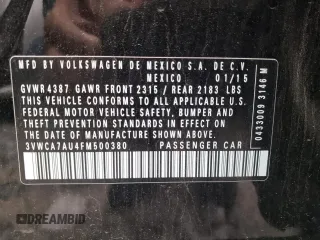 MFD BY VOLKSWAGEN DE MEXICO S.A. DE C.V.
MEXICO 01/15
GVWR 4387 GAWR FRONT 2315 / REAR 2183 LBS
THIS VEHICLE CONFORMS TO ALL APPLICABLE U.S.
FEDERAL MOTOR VEHICLE SAFETY, BUMPER, AND
THEFT PREVENTION STANDARDS IN EFFECT ON
THE DATE OF MANUFACTURE SHOWN ABOVE.
3VWCA7AU4FM500380 PASSENGER CAR
0433009 3146 M
© DREAMBID